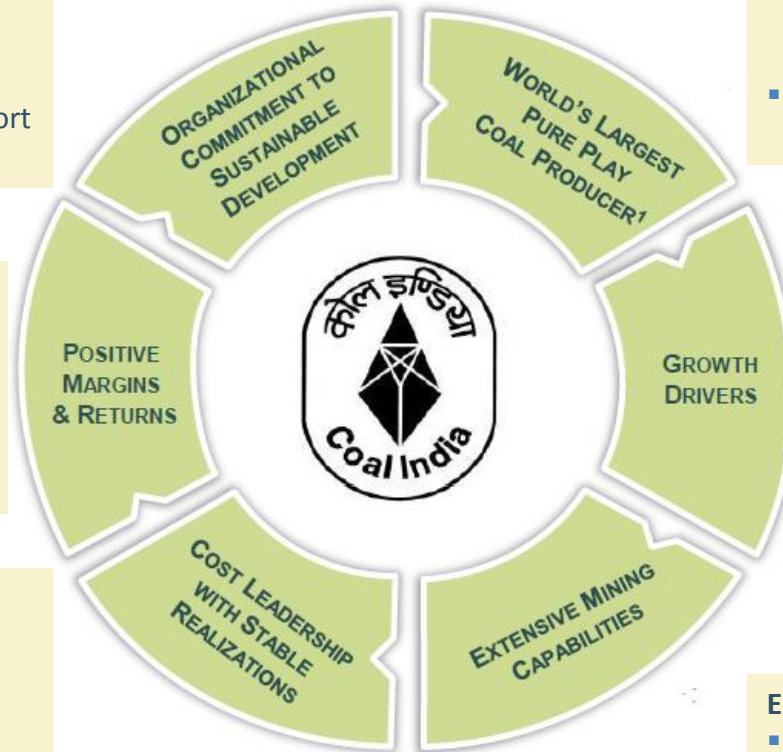 ORGANIZATIONAL
COMMITMENT TO
SUSTAINABLE
DEVELOPMENT
WORLD'S LARGEST
PURE PLAY
COAL PRODUCER¹
ort
POSITIVE
MARGINS
& RETURNS
कोल इण्डिया
Coal India
GROWTH
DRIVERS
COST LEADERSHIP
WITH STABLE
REALIZATIONS
EXTENSIVE MINING
CAPABILITIES
E